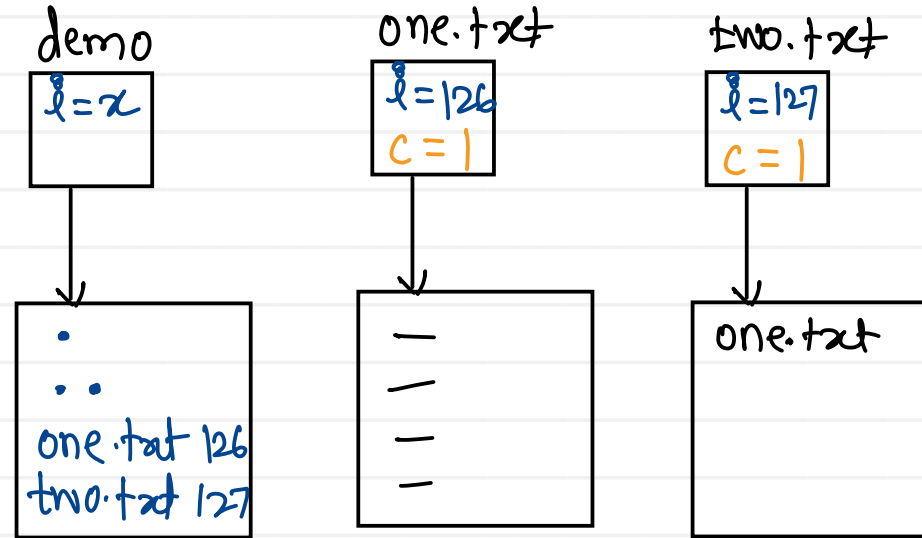 demo
i=x
.
..
one.txt 126
two.txt 127
one.txt
i=126
c=1
two.txt
i=127
c=1
one.txt